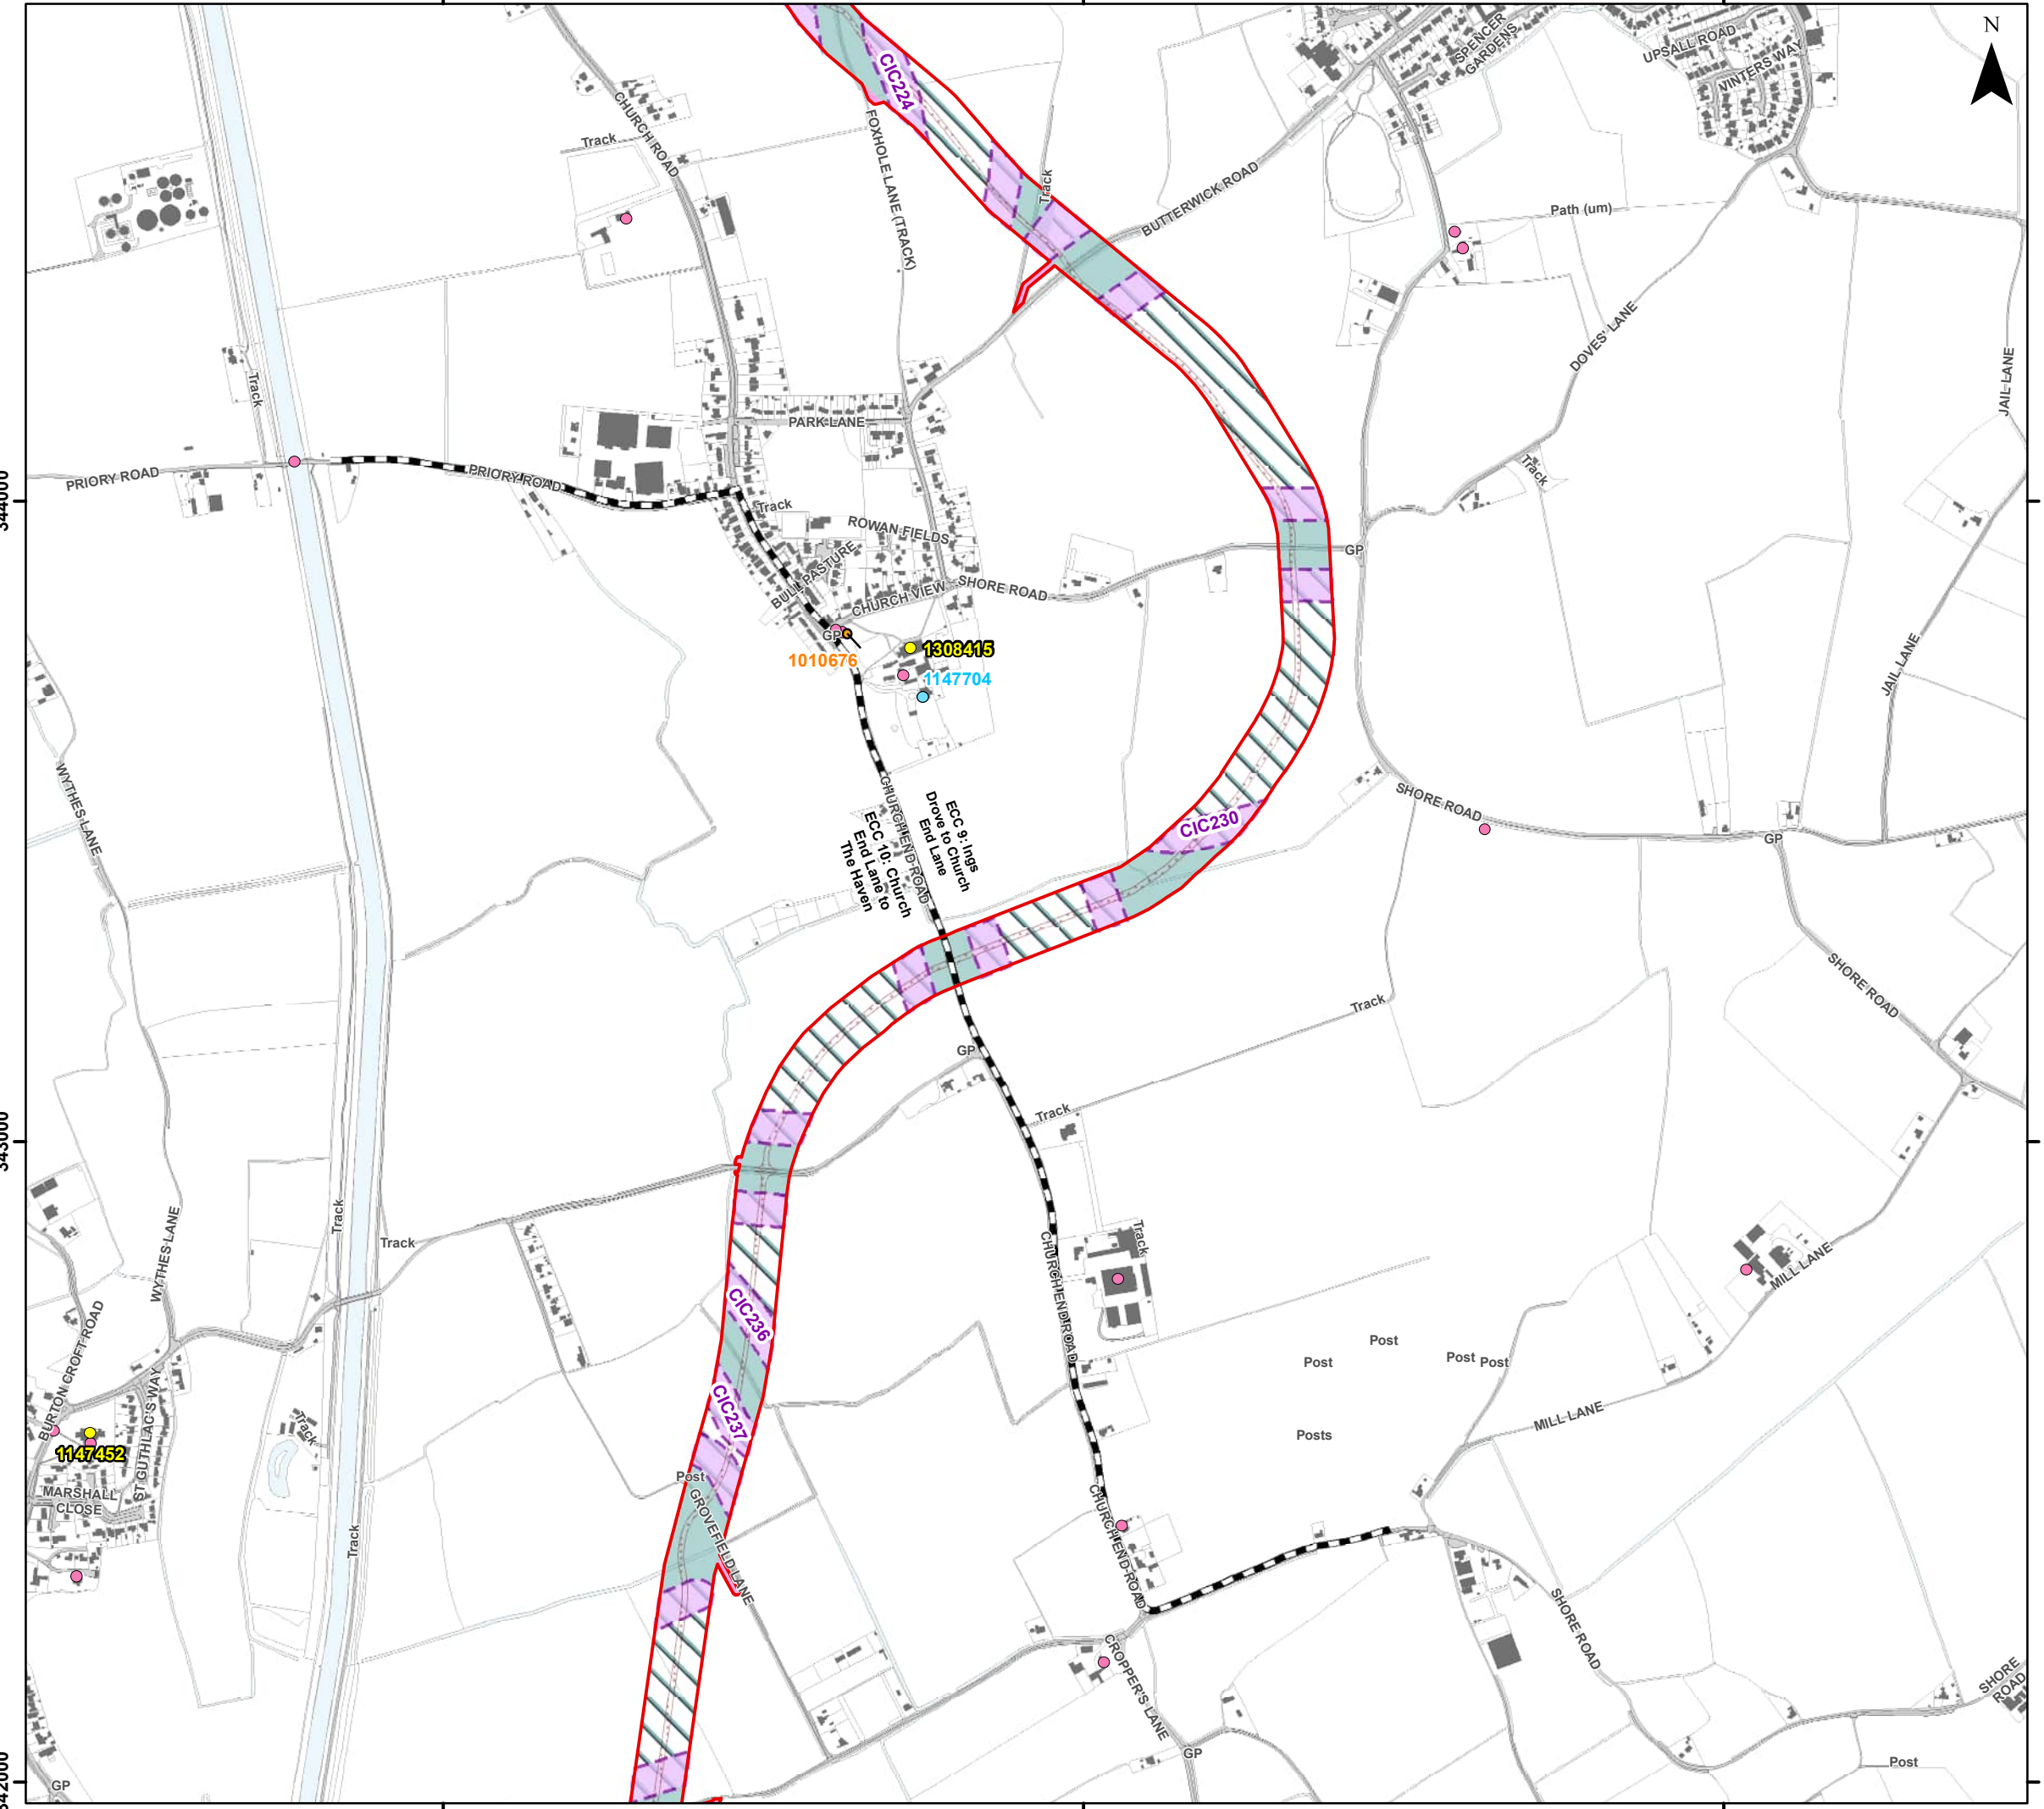 N
SPENCER
GARDENS
UPSALL ROAD
VINTERS WAY
CIC224
CHURCH ROAD
Track
FOXHOLE LANE (TRACK)
Track
BUTTERWICK ROAD
Path (um)
DOVES' LANE
JAIL LANE
Track
PARK LANE
344000
PRIORY ROAD
PRIORY ROAD
Track
Track
ROWAN FIELDS
BULL PASTURE
CHURCH VIEW
SHORE ROAD
GP
GP
1308415
1010676
1147704
JAIL LANE
WYTHES LANE
CHURCH END ROAD
ECC 9: Ings
Drove to Church
End Lane
ECC 10: Church
End Lane to
The Haven
CIC230
SHORE ROAD
GP
SHORE ROAD
Track
GP
Track
343000
Track
WYTHES LANE
Track
Track
CHURCH END ROAD
MILL LANE
CIC236
BURTON CROFT ROAD
Post
Post
Post
Post
CIC237
ST GUTHLAC'S WAY
Track
MILL LANE
Posts
1147452
Post
MARSHALL
CLOSE
GROVEFIELD LANE
Track
CHURCH END ROAD
SHORE ROAD
CROPPER'S LANE
SHORE
ROAD
GP
GP
Post
342000